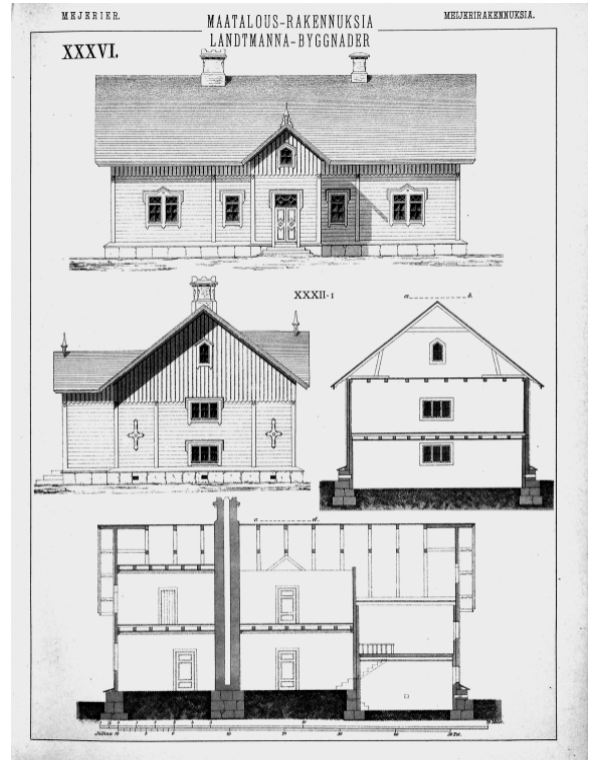 MEJERIER.
MAATALOUS-RAKENNUKSIA
MEIJERIRAKENNUKSIA.
LANDTMANNA-BYGGNADER
XXXVI.
XXXII-1
a b.
c d.